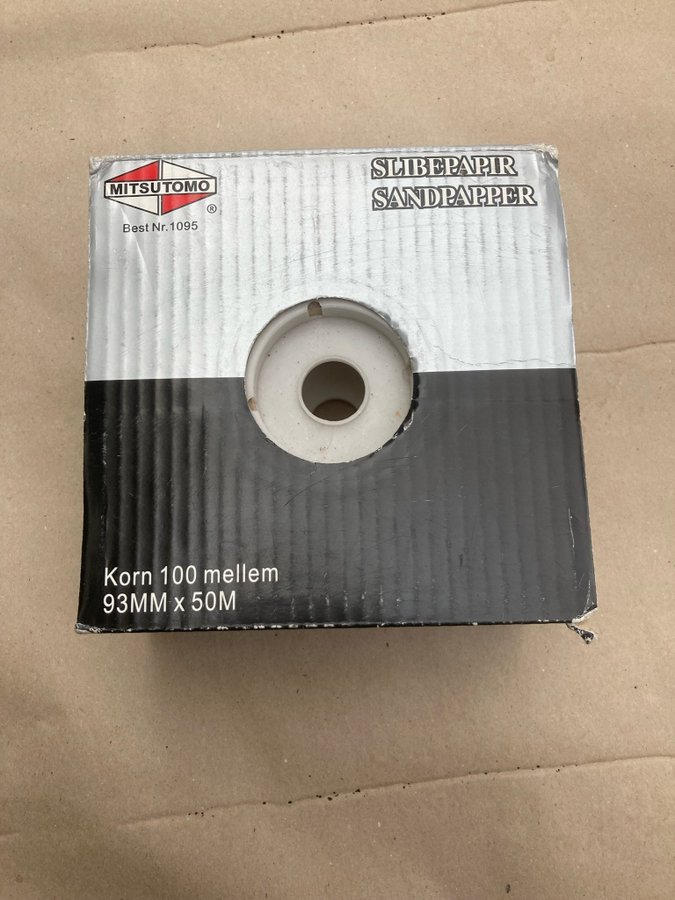 MITSUTOMO
®
Best Nr.1095
SLIBEPAPIR
SANDPAPPER
Korn 100 mellem
93MM x 50M